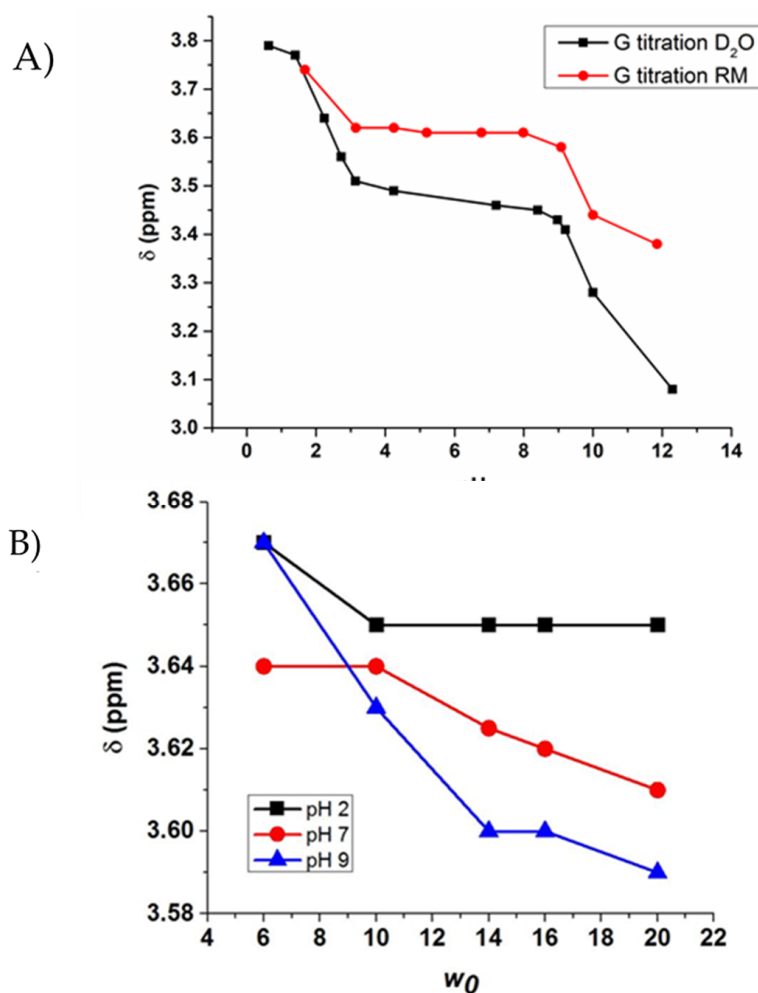 A)
G titration D₂O
G titration RM
δ (ppm)
3.8
3.7
3.6
3.5
3.4
3.3
3.2
3.1
3.0
0 2 4 6 8 10 12 14
B)
δ (ppm)
3.68
3.66
3.64
3.62
3.60
3.58
pH 2
pH 7
pH 9
4 6 8 10 12 14 16 18 20 22
w0